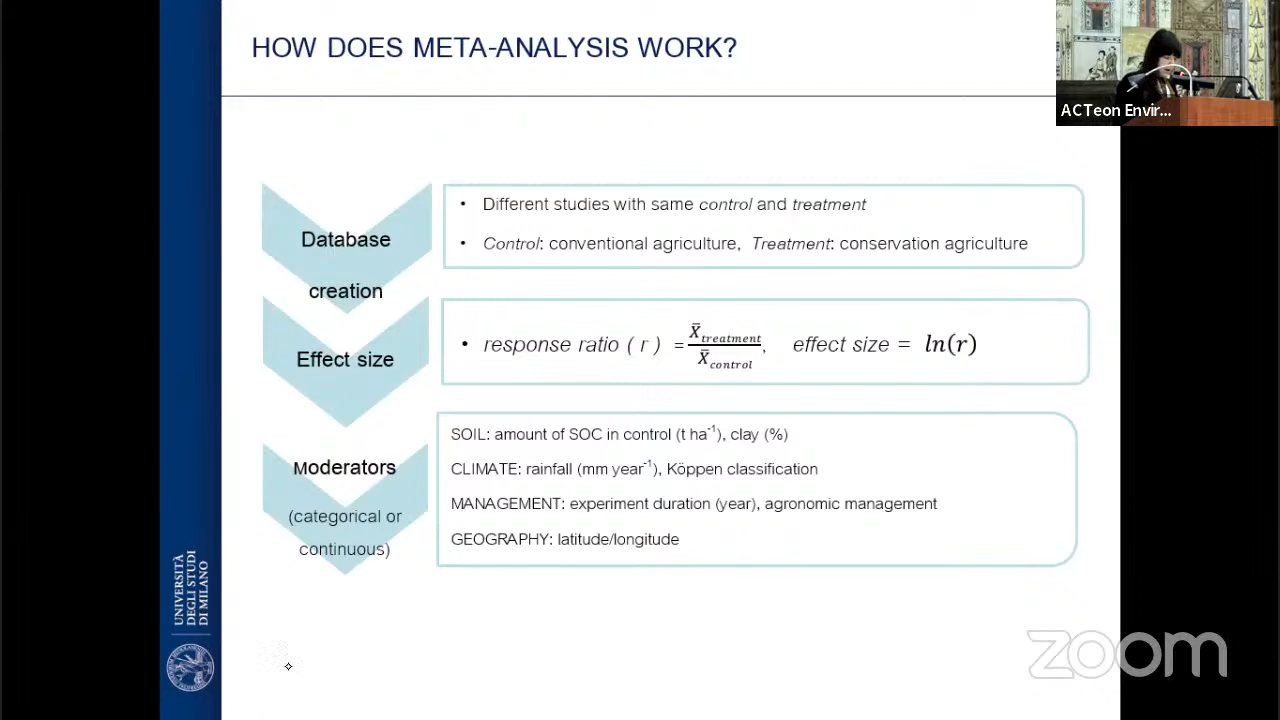 HOW DOES META-ANALYSIS WORK?
ACTeon Envir...
Database
creation
• Different studies with same control and treatment
• Control: conventional agriculture, Treatment: conservation agriculture
Effect size
• response ratio ( r ) = X̄treatment / X̄control, effect size = ln(r)
Moderators
(categorical or
continuous)
SOIL: amount of SOC in control (t ha⁻¹), clay (%)
CLIMATE: rainfall (mm year⁻¹), Köppen classification
MANAGEMENT: experiment duration (year), agronomic management
GEOGRAPHY: latitude/longitude
UNIVERSITÀ
DEGLI STUDI
DI MILANO
zoom